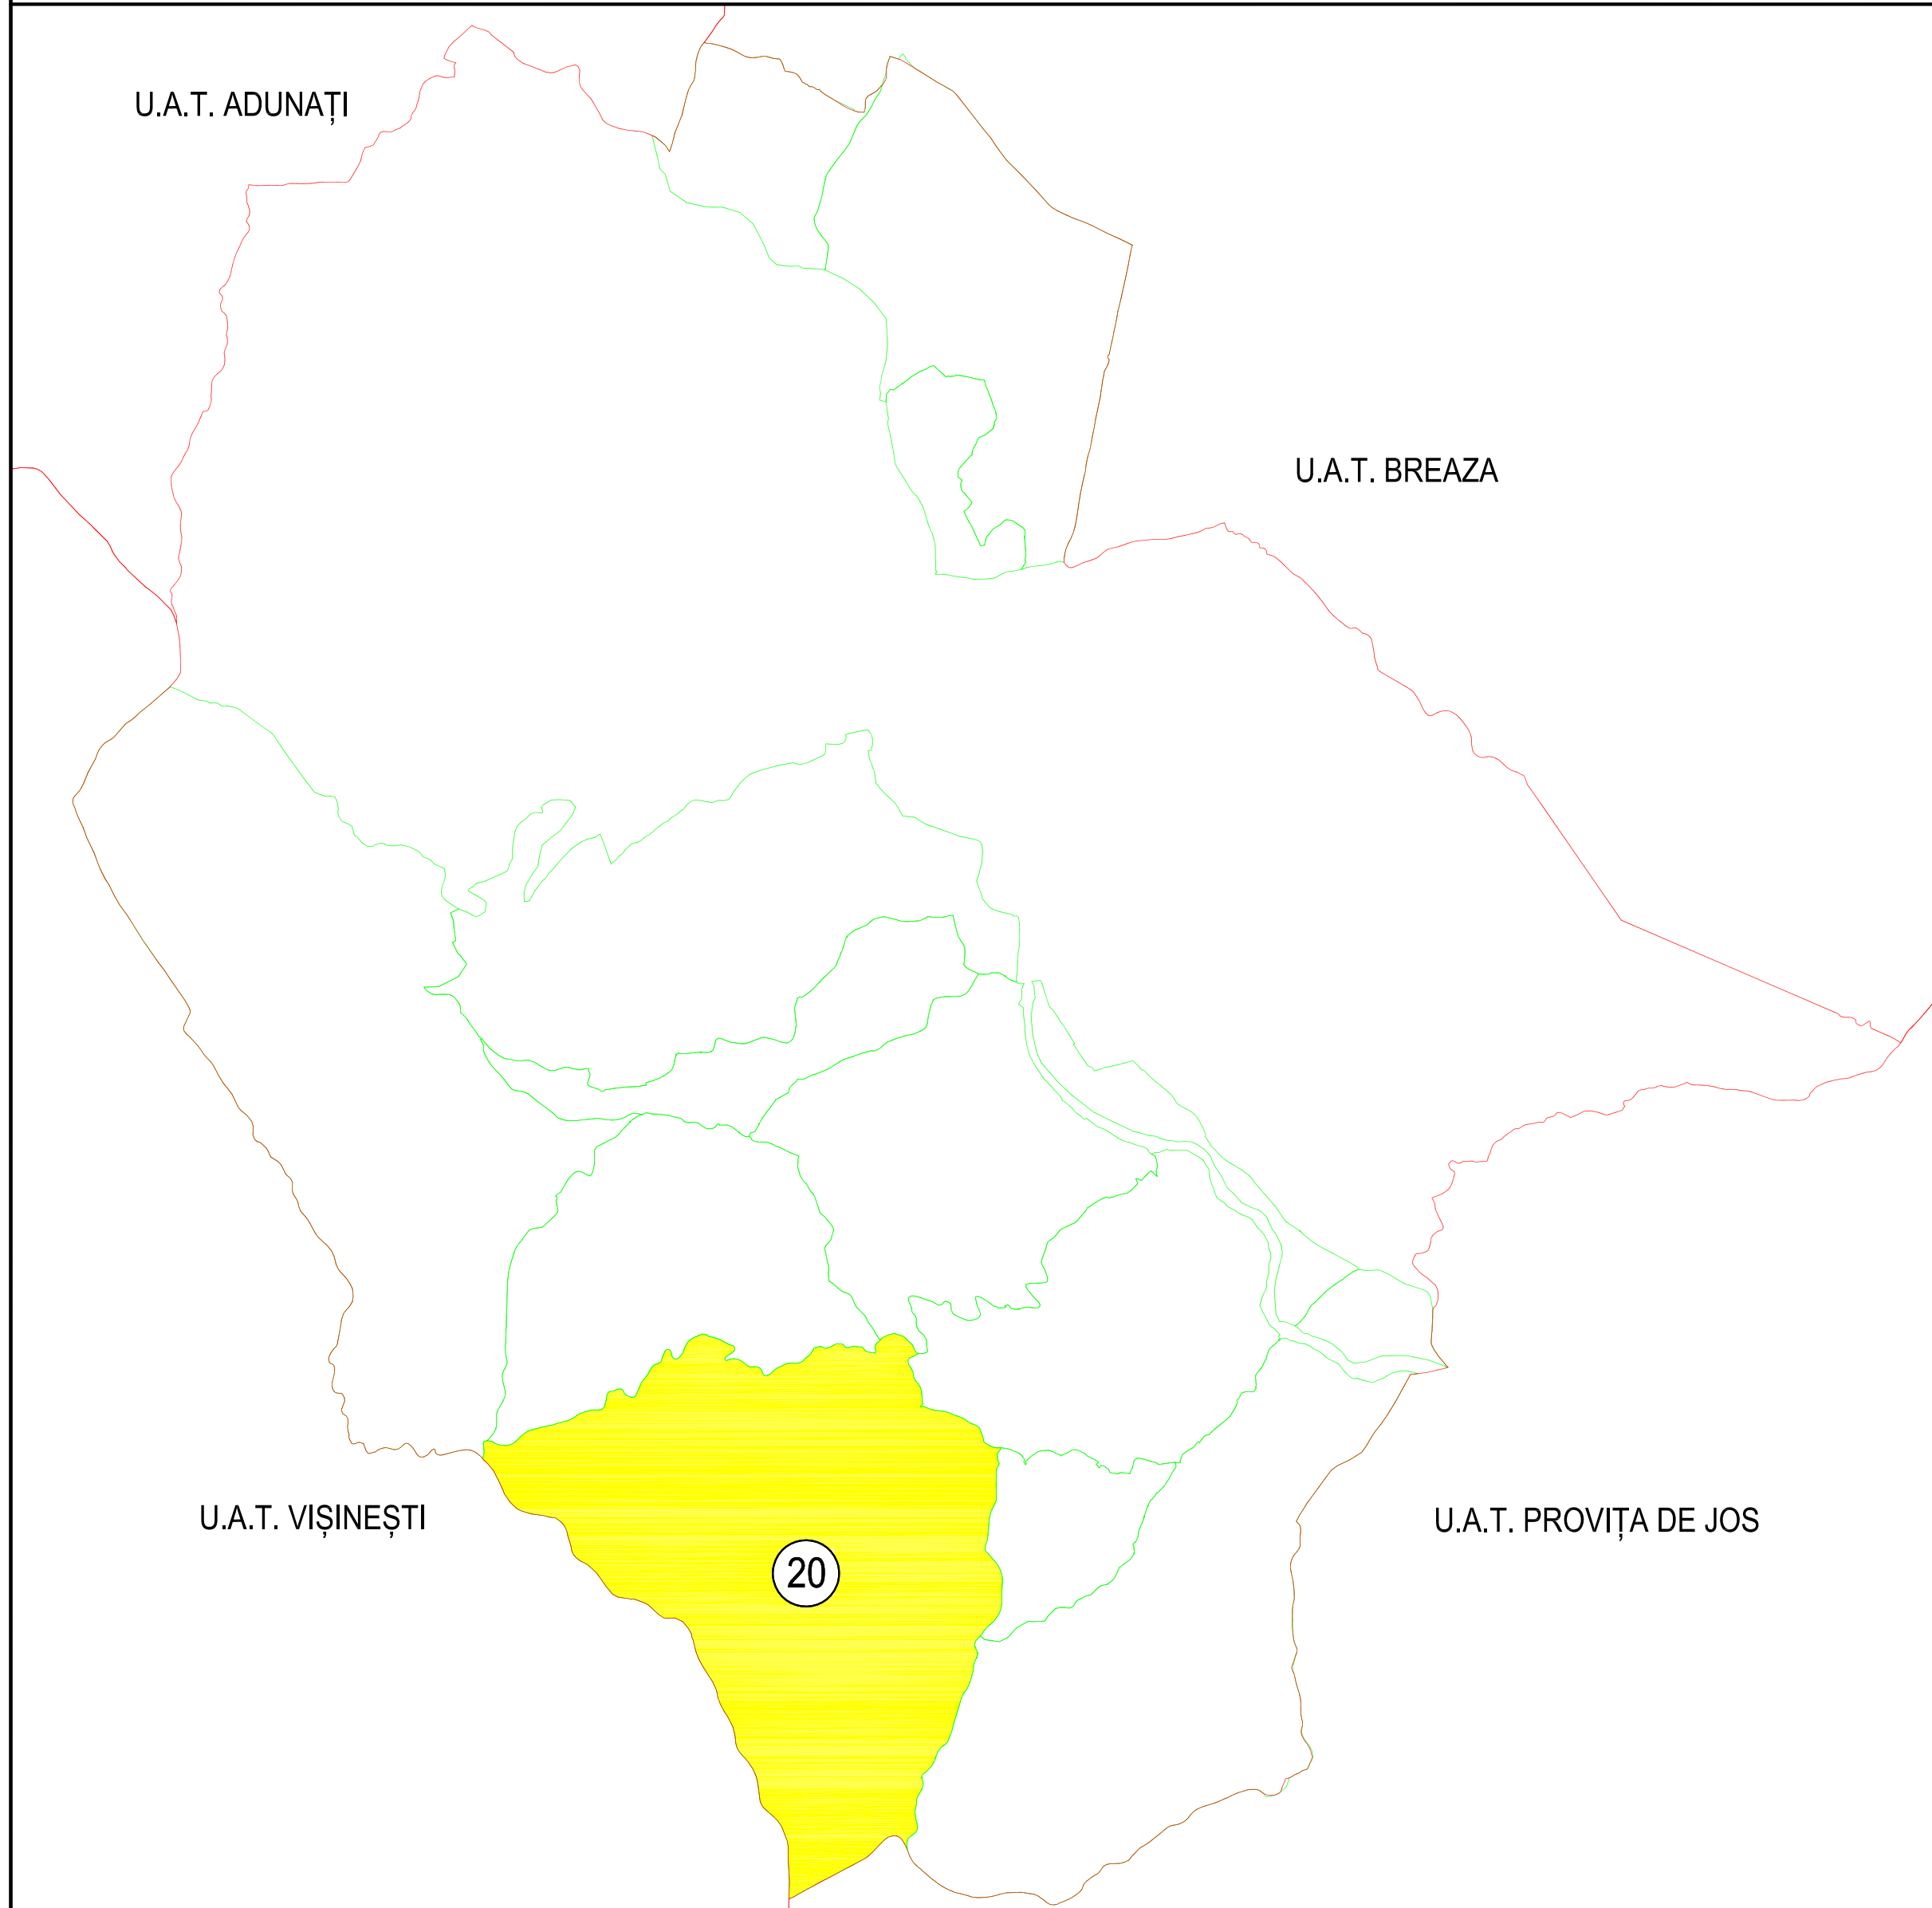 U.A.T. ADUNAȚI
U.A.T. BREAZA
U.A.T. VIȘINEȘTI
U.A.T. PROVIȚA DE JOS
20